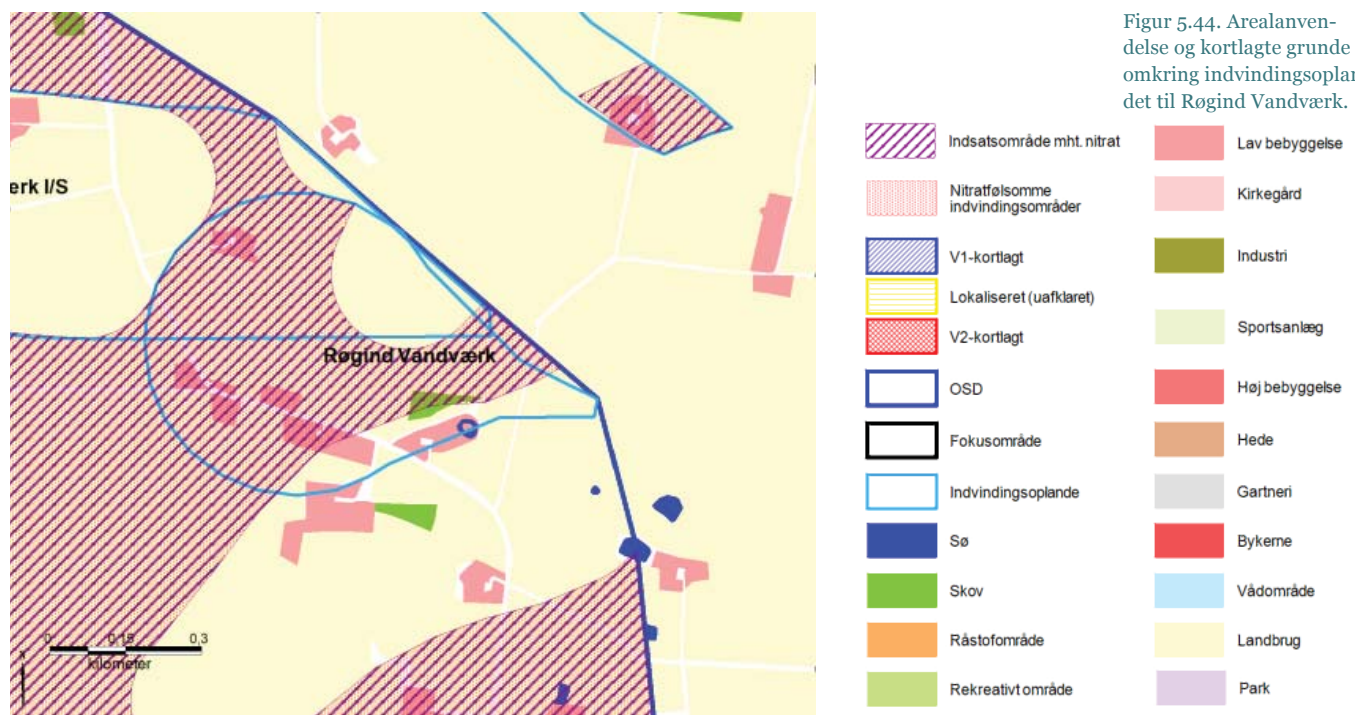 Figur 5.44. Arealanven-
delse og kortlagte grunde
omkring indvindingsoplan
det til Røgind Vandværk.
erk I/S
Røgind Vandværk
0 0,15 0,3
kilometer
Indsatsområde mht. nitrat
Nitratfølsomme
indvindingsområder
V1-kortlagt
Lokaliseret (uafklaret)
V2-kortlagt
OSD
Fokusområde
Indvindingsoplande
Sø
Skov
Råstofområde
Rekreativt område
Lav bebyggelse
Kirkegård
Industri
Sportsanlæg
Høj bebyggelse
Hede
Gartneri
Bykerne
Vådområde
Landbrug
Park